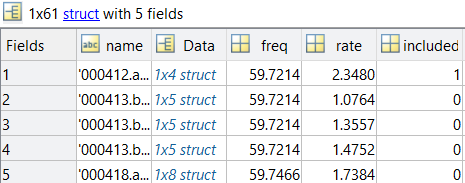 1x61 struct with 5 fields
Fields name Data freq rate included
1 '000412.a... 1x4 struct 59.7214 2.3480 1
2 '000413.b... 1x5 struct 59.7214 1.0764 0
3 '000413.b... 1x5 struct 59.7214 1.3557 0
4 '000413.b... 1x5 struct 59.7214 1.4752 0
5 '000418.a... 1x8 struct 59.7466 1.7384 0